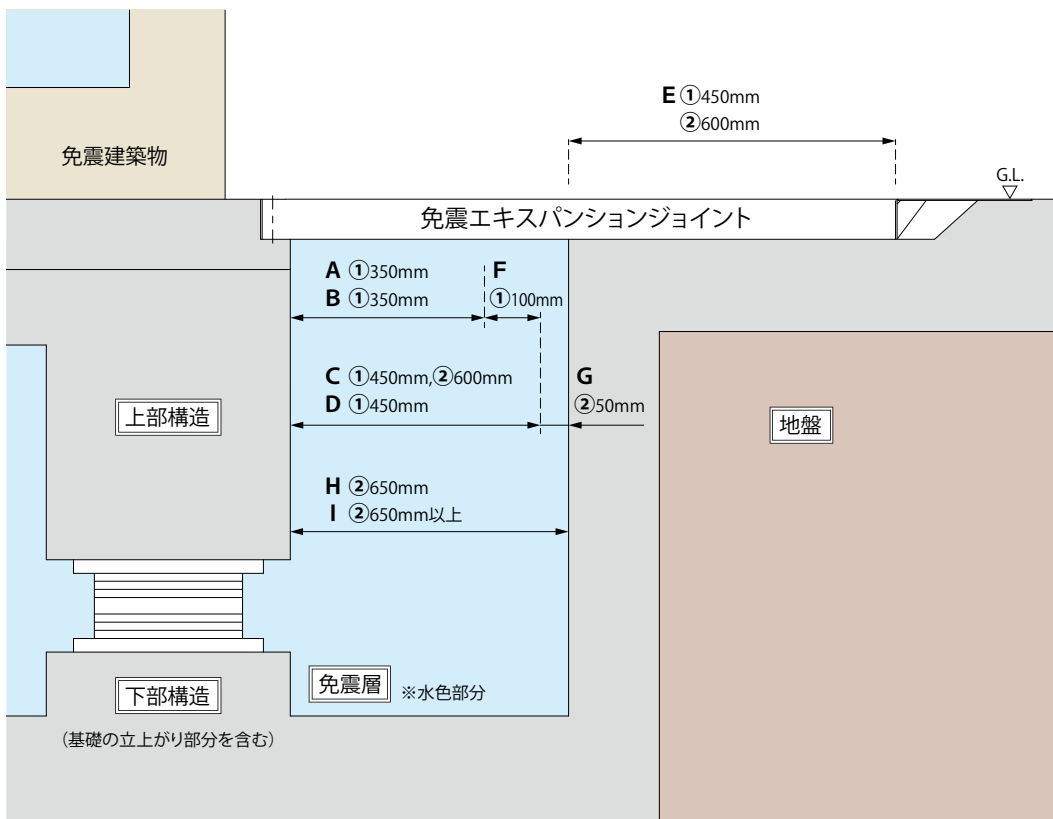 E ①450mm
②600mm
免震建築物
G.L.
免震エキスパンションジョイント
A ①350mm
B ①350mm
F
①100mm
C ①450mm,②600mm
D ①450mm
G
②50mm
上部構造
地盤
H ②650mm
I ②650mm以上
下部構造
(基礎の立上がり部分を含む)
免震層 ※水色部分